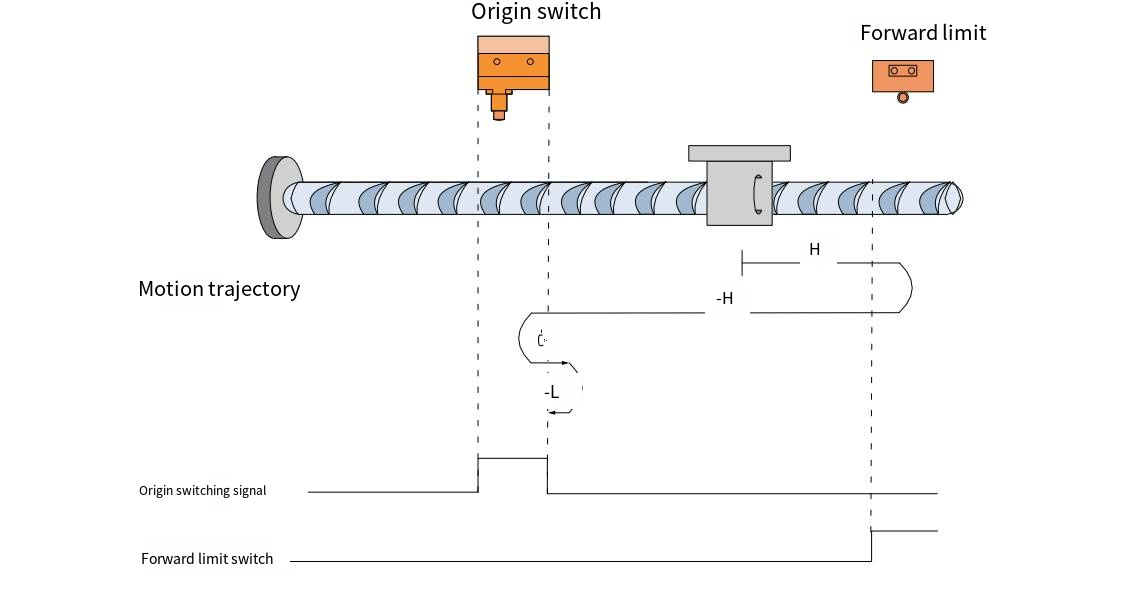 Origin switch
Forward limit
H
Motion trajectory
-H
-L
Origin switching signal
Forward limit switch